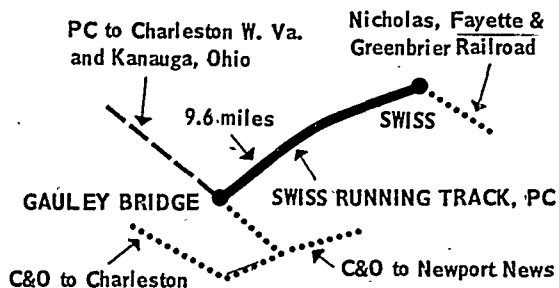 PC to Charleston W. Va.
and Kanauga, Ohio
Nicholas, Fayette &
Greenbrier Railroad
9.6 miles
SWISS
GAULEY BRIDGE
SWISS RUNNING TRACK, PC
C&O to Charleston
C&O to Newport News